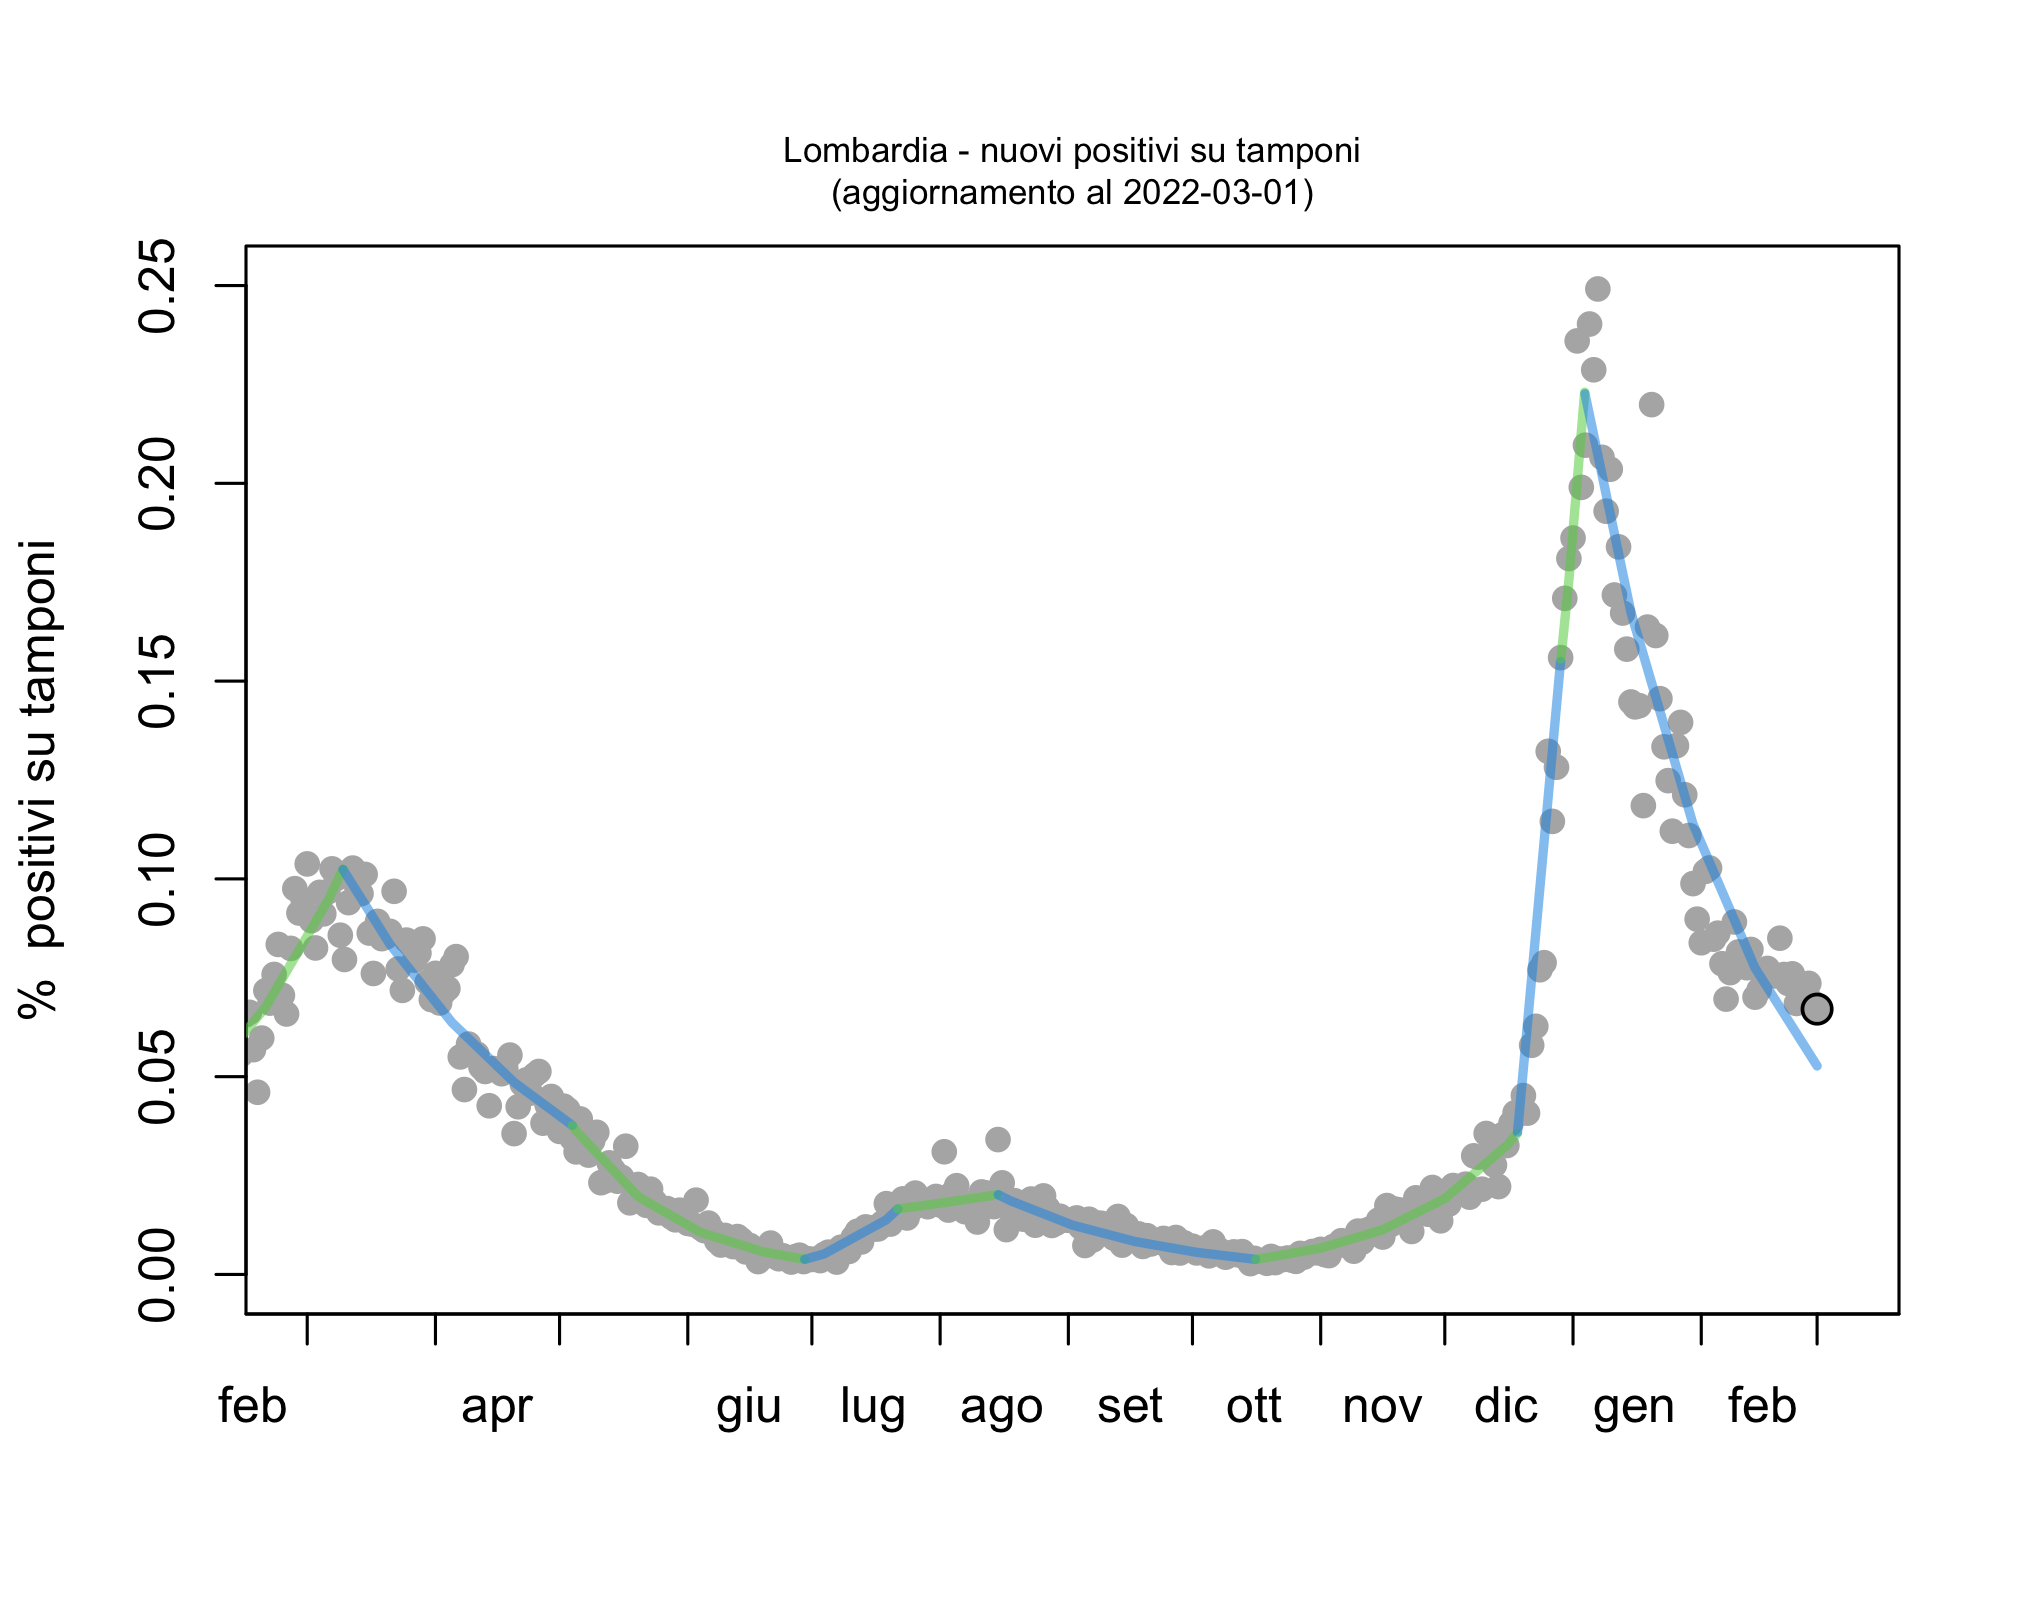 Lombardia - nuovi positivi su tamponi
(aggiornamento al 2022-03-01)
% positivi su tamponi
0.25
0.20
0.15
0.10
0.05
0.00
feb apr giu lug ago set ott nov dic gen feb